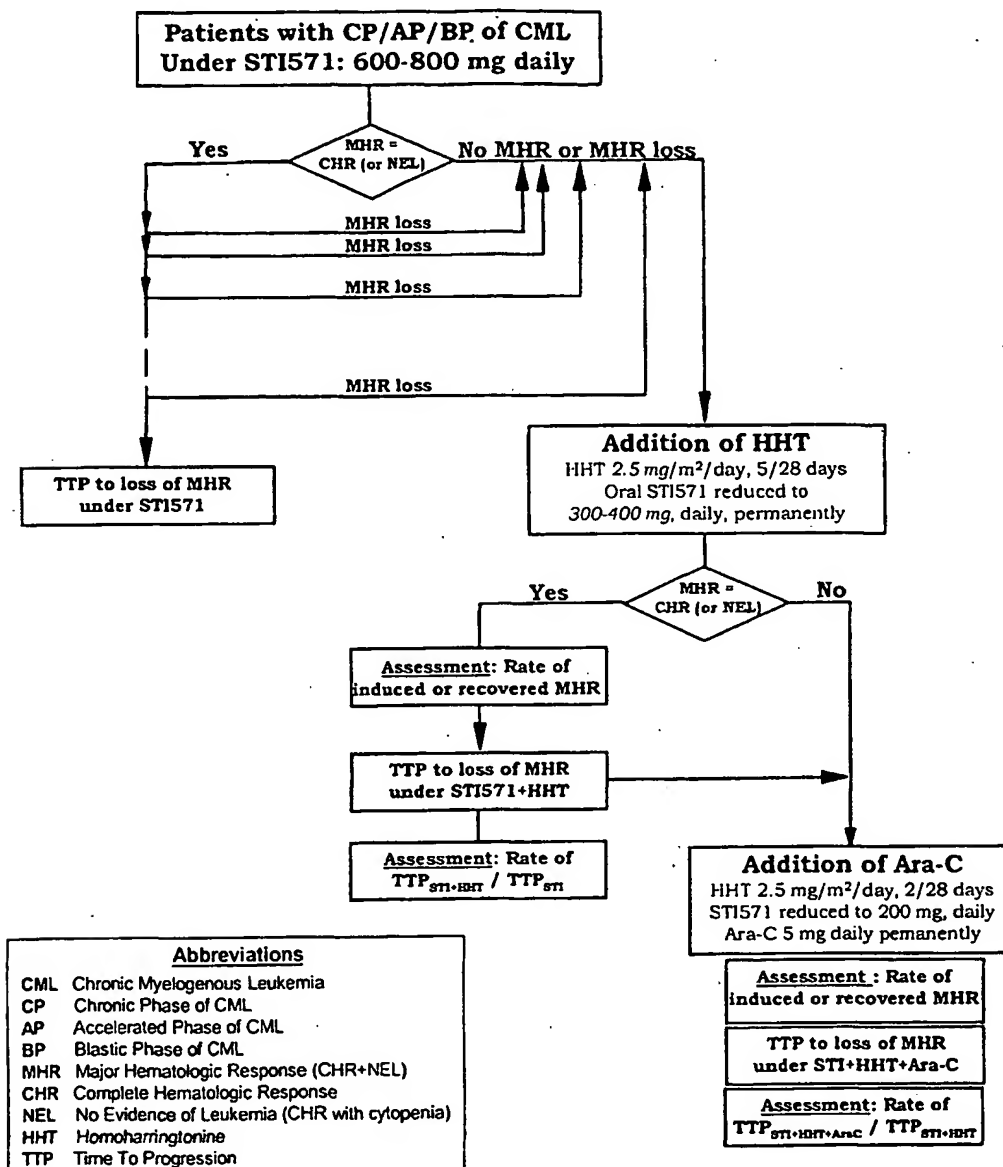 Patients with CP/AP/BP of CML
Under STI571: 600-800 mg daily
MHR =
CHR (or NEL)
Yes
No MHR or MHR loss
MHR loss
MHR loss
MHR loss
MHR loss
TTP to loss of MHR
under STI571
Addition of HHT
HHT 2.5 mg/m²/day, 5/28 days
Oral STI571 reduced to
300-400 mg, daily, permanently
MHR =
CHR (or NEL)
Yes
No
Assessment: Rate of
induced or recovered MHR
TTP to loss of MHR
under STI571+HHT
Assessment: Rate of
TTP STI+HHT / TTP STI
Addition of Ara-C
HHT 2.5 mg/m²/day, 2/28 days
STI571 reduced to 200 mg, daily
Ara-C 5 mg daily pemanently
Assessment : Rate of
induced or recovered MHR
TTP to loss of MHR
under STI+HHT+Ara-C
Assessment: Rate of
TTP STI+HHT+AraC / TTP STI+HHT
Abbreviations
CML Chronic Myelogenous Leukemia
CP Chronic Phase of CML
AP Accelerated Phase of CML
BP Blastic Phase of CML
MHR Major Hematologic Response (CHR+NEL)
CHR Complete Hematologic Response
NEL No Evidence of Leukemia (CHR with cytopenia)
HHT Homoharringtonine
TTP Time To Progression